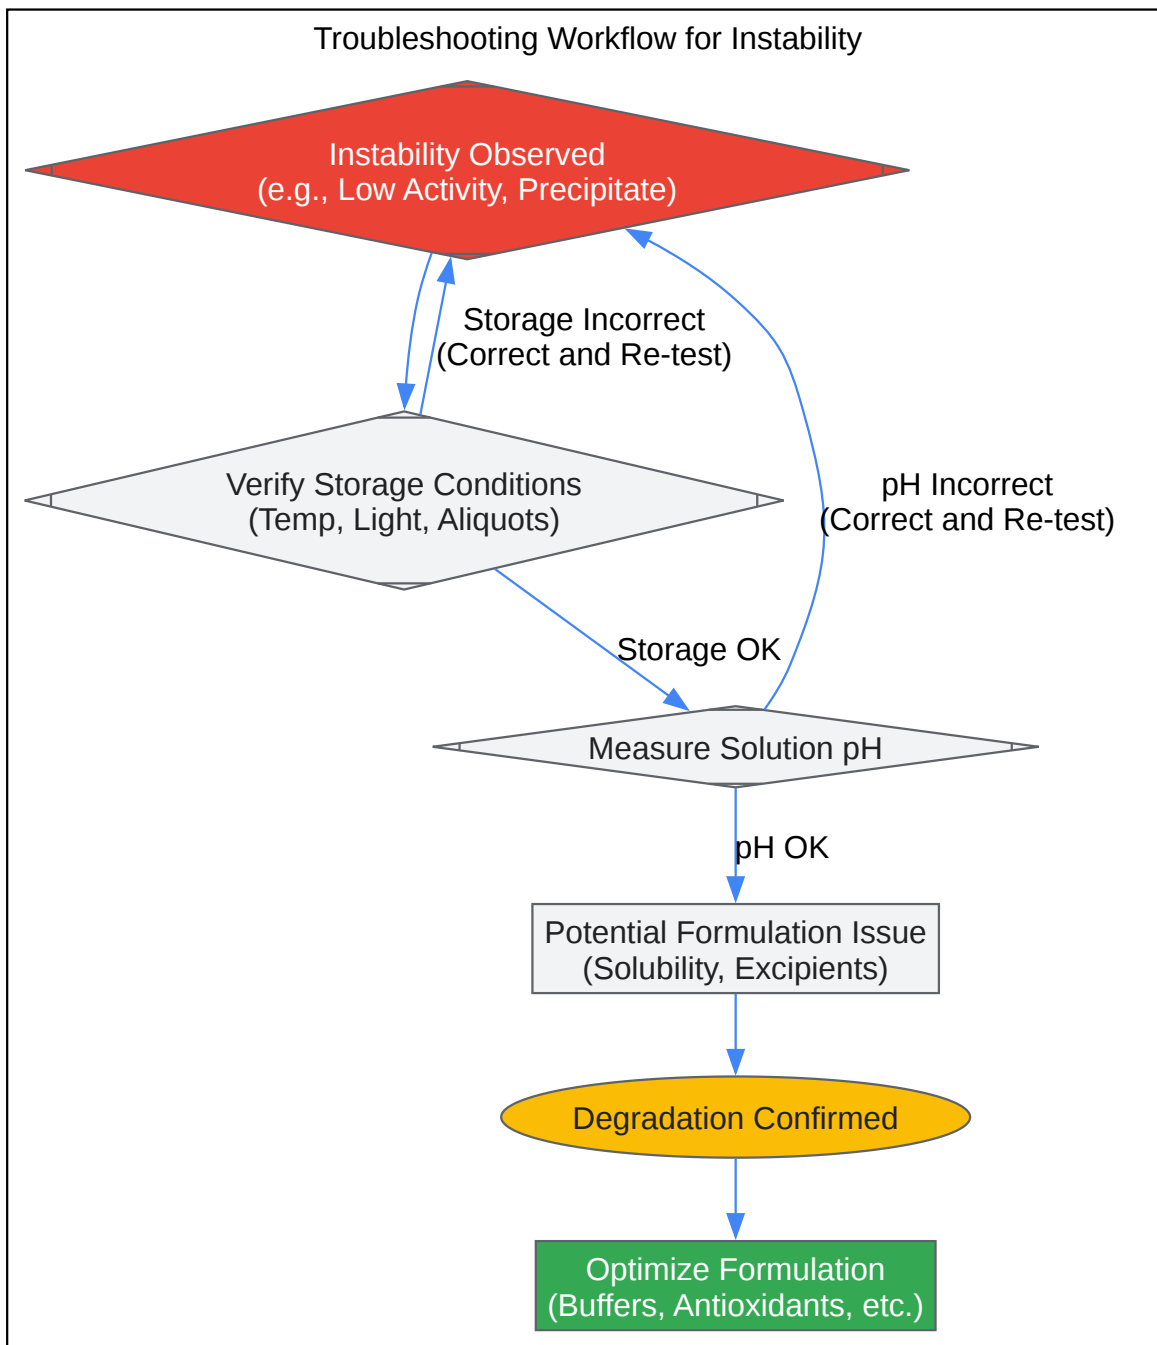 Troubleshooting Workflow for Instability
Instability Observed
(e.g., Low Activity, Precipitate)
Storage Incorrect
(Correct and Re-test)
Verify Storage Conditions
(Temp, Light, Aliquots)
pH Incorrect
(Correct and Re-test)
Storage OK
Measure Solution pH
pH OK
Potential Formulation Issue
(Solubility, Excipients)
Degradation Confirmed
Optimize Formulation
(Buffers, Antioxidants, etc.)